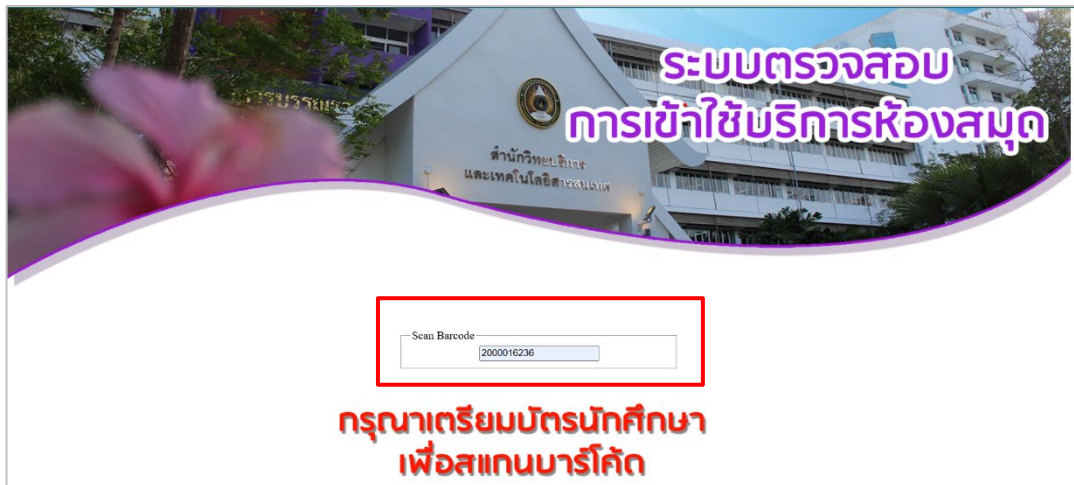 ระบบตรวจสอบ
การเข้าใช้บริการห้องสมุด
สำนักวิทยบริการ
และเทคโนโลยีสารสนเทศ
Scan Barcode
2000016236
กรุณาเตรียมบัตรนักศึกษา
เพื่อสแกนบาร์โค้ด